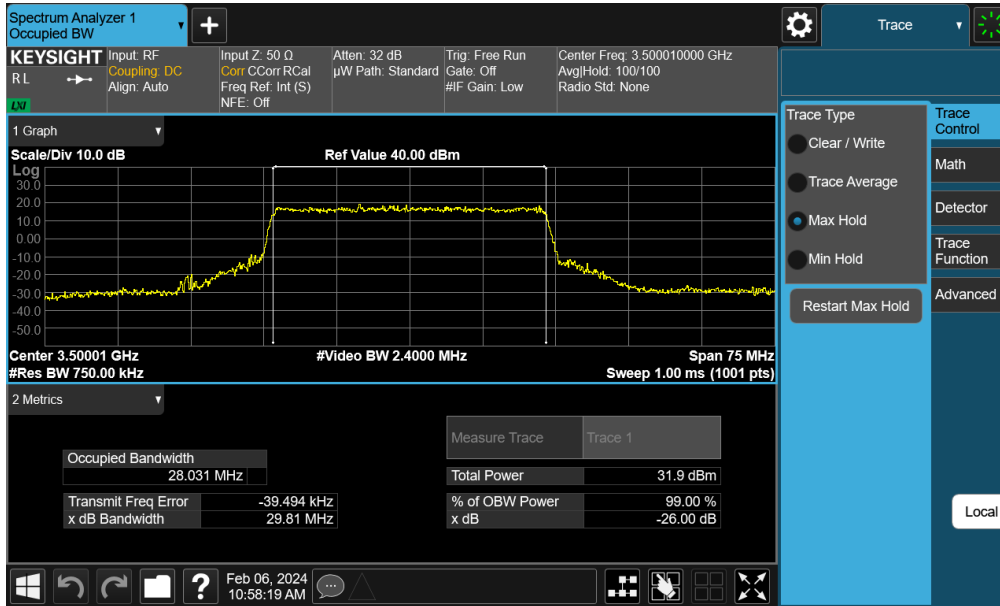 Spectrum Analyzer 1
Occupied BW
Trace
KEYSIGHT Input: RF
R L Coupling: DC
Align: Auto
LXI
Input Z: 50 Ω
Corr CCorr RCal
Freq Ref: Int (S)
NFE: Off
Atten: 32 dB
µW Path: Standard
Trig: Free Run
Gate: Off
#IF Gain: Low
Center Freq: 3.500010000 GHz
Avg|Hold: 100/100
Radio Std: None
1 Graph
Scale/Div 10.0 dB Ref Value 40.00 dBm
Log
30.0
20.0
10.0
0.00
-10.0
-20.0
-30.0
-40.0
-50.0
Center 3.50001 GHz #Video BW 2.4000 MHz Span 75 MHz
#Res BW 750.00 kHz Sweep 1.00 ms (1001 pts)
2 Metrics
Measure Trace Trace 1
Occupied Bandwidth
28.031 MHz
Total Power 31.9 dBm
Transmit Freq Error -39.494 kHz
% of OBW Power 99.00 %
x dB Bandwidth 29.81 MHz
x dB -26.00 dB
Trace Type
Clear / Write
Trace Average
Max Hold
Min Hold
Restart Max Hold
Trace
Control
Math
Detector
Trace
Function
Advanced
Local
?
Feb 06, 2024
10:58:19 AM